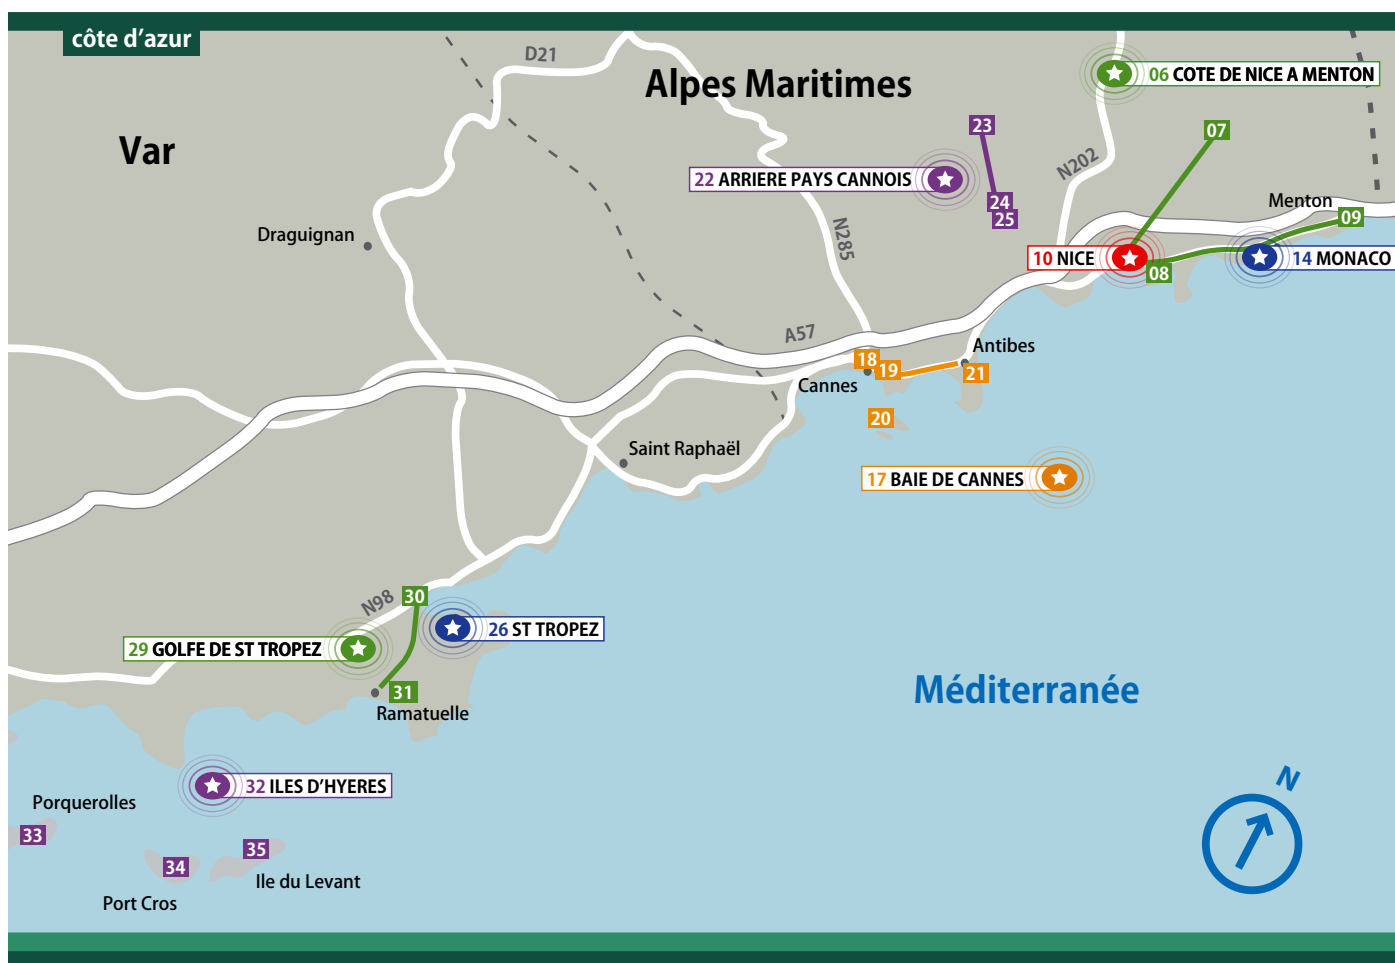 côte d'azur
D21
Alpes Maritimes
06 COTE DE NICE A MENTON
Var
23
07
N202
22 ARRIERE PAYS CANNOIS
24
25
Menton
09
Draguignan
N285
10 NICE
08
14 MONACO
A57
Antibes
18
19
21
Cannes
20
Saint Raphaël
17 BAIE DE CANNES
N98
30
26 ST TROPEZ
29 GOLFE DE ST TROPEZ
31
Ramatuelle
Méditerranée
32 ILES D'HYERES
N
Porquerolles
33
34
35
Ile du Levant
Port Cros